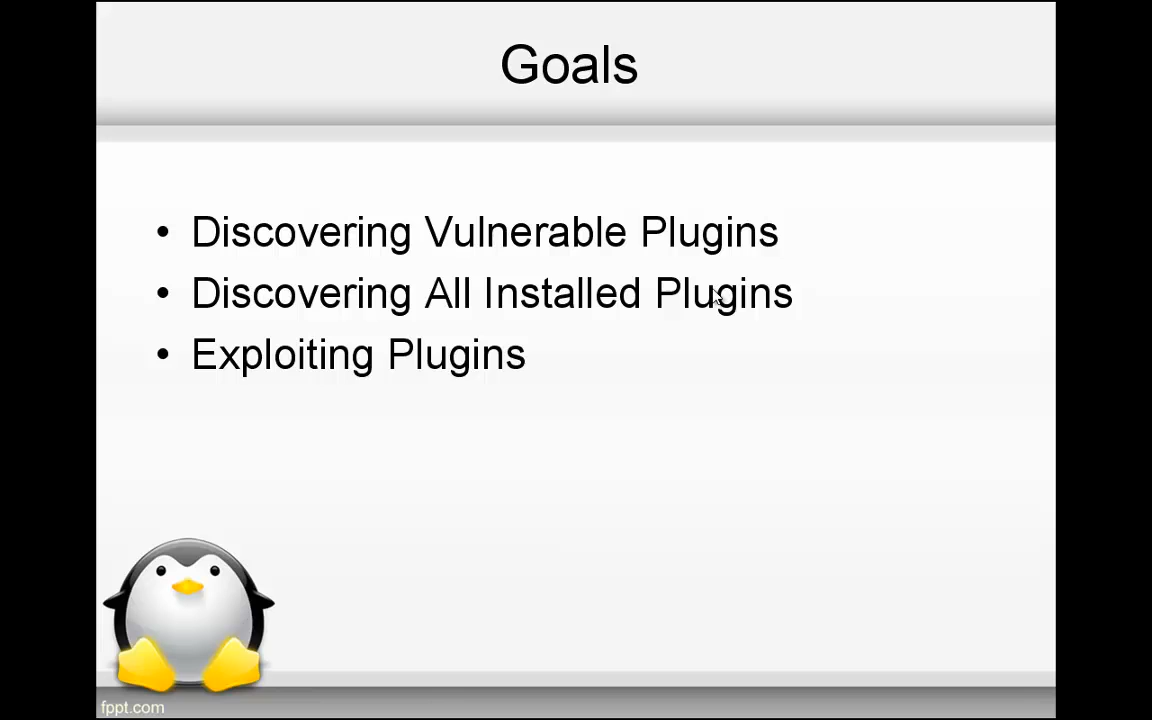 Goals
• Discovering Vulnerable Plugins
• Discovering All Installed Plugins
• Exploiting Plugins
fppt.com